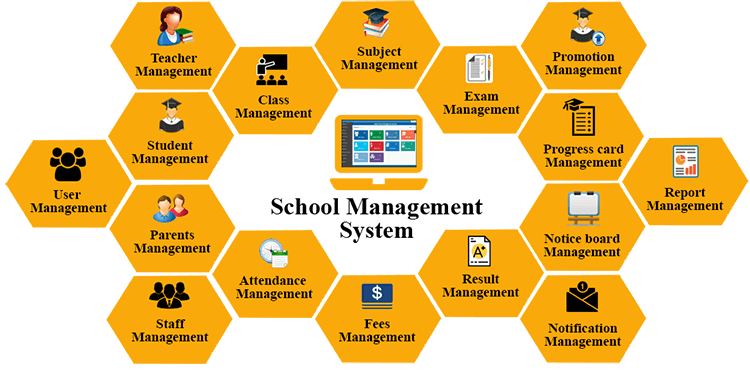 Teacher
Management
Class
Management
Subject
Management
Exam
Management
Promotion
Management
Student
Management
Progress card
Management
User
Management
Report
Management
School Management
System
Parents
Management
Notice board
Management
Attendance
Management
Result
Management
Staff
Management
$
Fees
Management
A+
1
Notification
Management